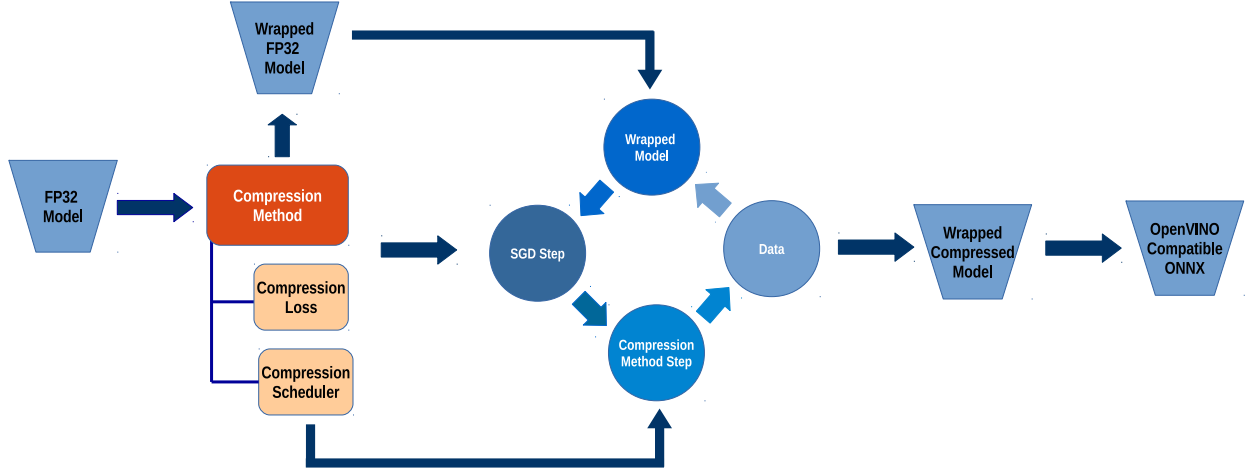 Wrapped
FP32
Model
FP32
Model
Compression
Method
Compression
Loss
Compression
Scheduler
Wrapped
Model
SGD Step
Data
Compression
Method Step
Wrapped
Compressed
Model
OpenVINO
Compatible
ONNX